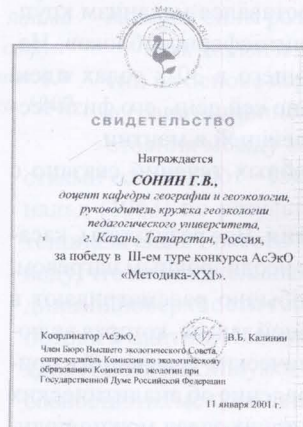 СВИДЕТЕЛЬСТВО
Награждается
СОНИН Г.В.,
доцент кафедры географии и геоэкологии,
руководитель кружка геоэкологии
педагогического университета,
г. Казань, Татарстан, Россия,
за победу в III-ем туре конкурса АсЭкО
«Методика-XXI».
Координатор АсЭкО,
В.Б. Калинин
Член Бюро Высшего экологического Совета,
сопредседатель Комиссии по экологическому
образованию Комитета по экологии при
Государственной Думе Российской Федерации
11 января 2001 г.